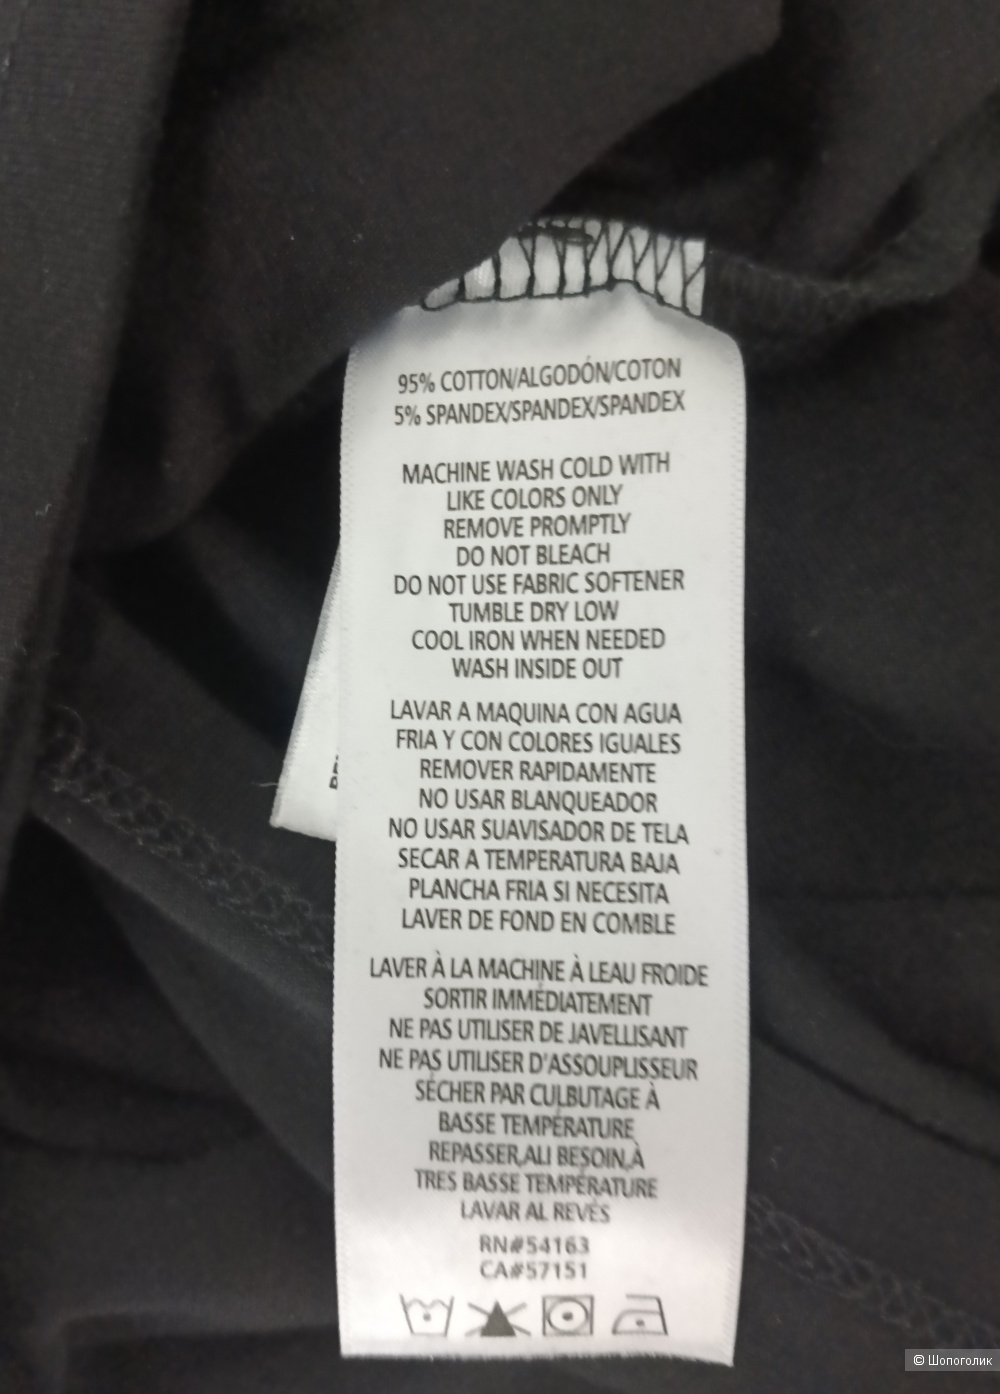 95% COTTON/ALGODÓN/COTON
5% SPANDEX/SPANDEX/SPANDEX
MACHINE WASH COLD WITH
LIKE COLORS ONLY
REMOVE PROMPTLY
DO NOT BLEACH
DO NOT USE FABRIC SOFTENER
TUMBLE DRY LOW
COOL IRON WHEN NEEDED
WASH INSIDE OUT
LAVAR A MAQUINA CON AGUA
FRIA Y CON COLORES IGUALES
REMOVER RAPIDAMENTE
NO USAR BLANQUEADOR
NO USAR SUAVISADOR DE TELA
SECAR A TEMPERATURA BAJA
PLANCHA FRIA SI NECESITA
LAVER DE FOND EN COMBLE
LAVER À LA MACHINE À LEAU FROIDE
SORTIR IMMÉDIATEMENT
NE PAS UTILISER DE JAVELLISANT
NE PAS UTILISER D'ASSOUPLISSEUR
SÉCHER PAR CULBUTAGE À
BASSE TEMPÉRATURE
REPASSER,ALI BESOIN,À
TRES BASSE TEMPÉRATURE
LAVAR AL REVÉS
RN#54163
CA#57151
© Шопоголик